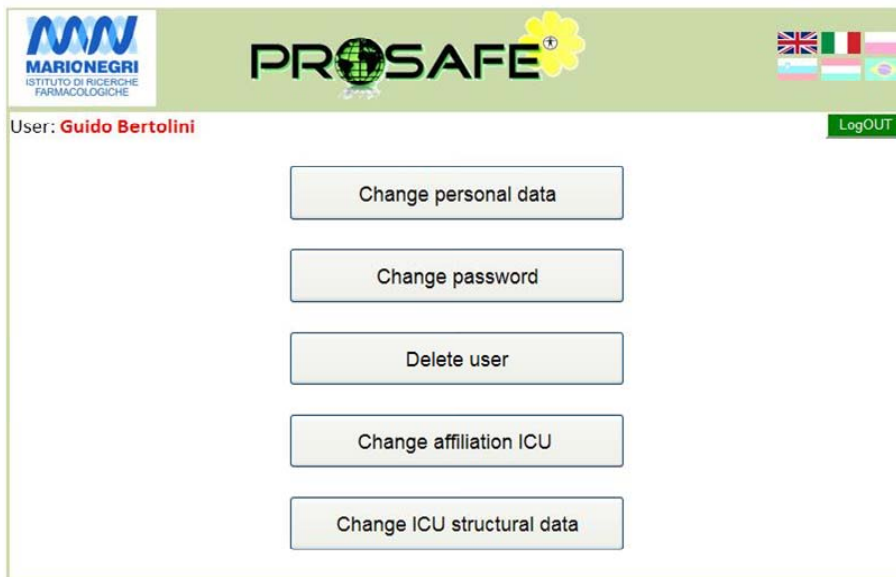 MARIONEGRI
ISTITUTO DI RICERCHE
FARMACOLOGICHE
PROSAFE
User: Guido Bertolini
LogOUT
Change personal data
Change password
Delete user
Change affiliation ICU
Change ICU structural data